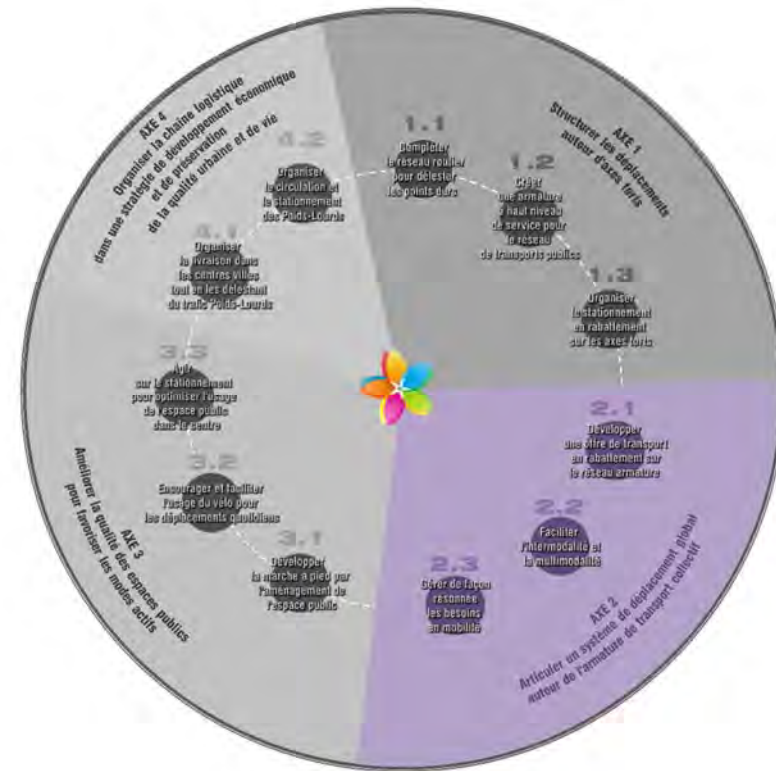 AXE 1
Structurer les déplacements
autour d'axes forts
1.1
Compléter
le réseau routier
pour délester
les points durs
1.2
Créer
une armature
à haut niveau
de service pour
le réseau
de transports publics
1.3
Organiser
le stationnement
en rabattement
sur les axes forts
2.1
Développer
une offre de transport
en rabattement sur
le réseau armature
2.2
Faciliter
l'intermodalité et
la multimodalité
2.3
Gérer de façon
résonnée
les besoins
en mobilité
AXE 2
Articuler un système de déplacement global
autour de l'armature de transport collectif
3.1
Développer
la marche à pied par
l'aménagement de
l'espace public
3.2
Encourager et faciliter
l'usage du vélo pour
les déplacements quotidiens
3.3
Agir
sur le stationnement
pour optimiser l'usage
de l'espace public
dans le centre
AXE 3
Améliorer la qualité des espaces publics
pour favoriser les modes actifs
4.1
Organiser
la livraison dans
les centres villes
tout en les délestant
du trafic Poids-Lourds
4.2
Organiser
la circulation et
le stationnement
des Poids-Lourds
AXE 4
Organiser la chaîne logistique
dans une stratégie de développement économique
et de préservation
de la qualité urbaine et de vie